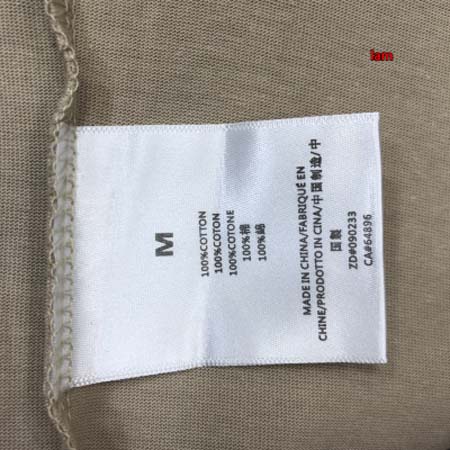 lam
M
100%COTTON
100%COTON
100%COTONE
100%棉
100%綿
MADE IN CHINA/FABRIQUÉ EN
CHINE/PRODOTTO IN CINA/中国制造/中
国製
ZD#090233
CA#64896